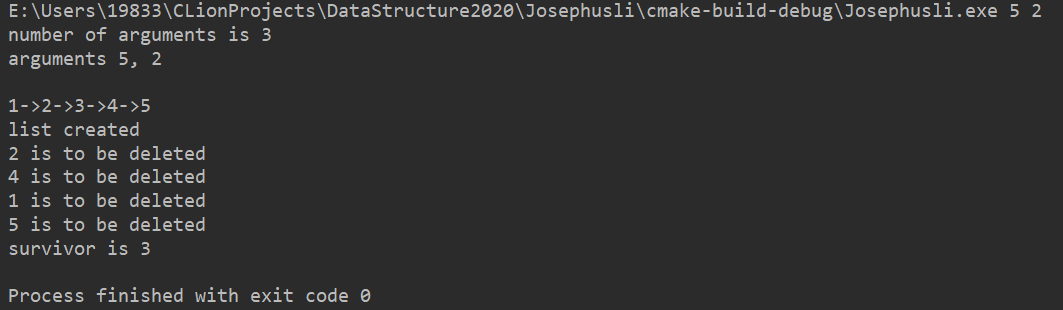 E:\Users\19833\CLionProjects\DataStructure2020\Josephusli\cmake-build-debug\Josephusli.exe 5 2
number of arguments is 3
arguments 5, 2
1->2->3->4->5
list created
2 is to be deleted
4 is to be deleted
1 is to be deleted
5 is to be deleted
survivor is 3
Process finished with exit code 0